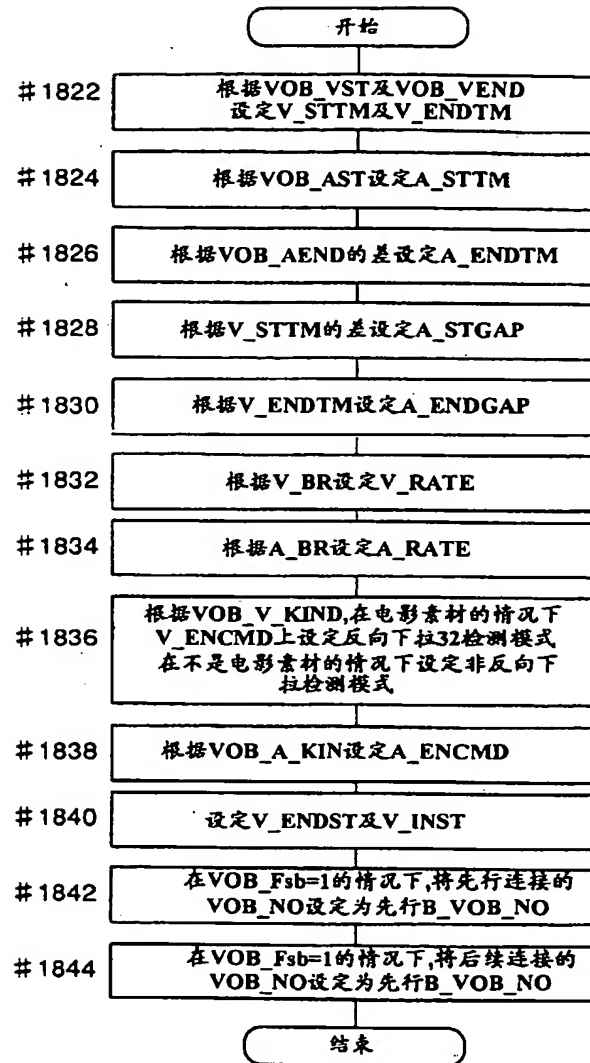 开始
#1822
根据VOB_VST及VOB_VEND
设定V_STTM及V_ENDTM
#1824
根据VOB_AST设定A_STTM
#1826
根据VOB_AEND的差设定A_ENDTM
#1828
根据V_STTM的差设定A_STGAP
#1830
根据V_ENDTM设定A_ENDGAP
#1832
根据V_BR设定V_RATE
#1834
根据A_BR设定A_RATE
#1836
根据VOB_V_KIND,在电影素材的情况下
V_ENCMD上设定反向下拉32检测模式
在不是电影素材的情况下设定非反向下
拉检测模式
#1838
根据VOB_A_KIN设定A_ENCMD
#1840
设定V_ENDST及V_INST
#1842
在VOB_Fsb=1的情况下,将先行连接的
VOB_NO设定为先行B_VOB_NO
#1844
在VOB_Fsb=1的情况下,将后续连接的
VOB_NO设定为先行B_VOB_NO
结束